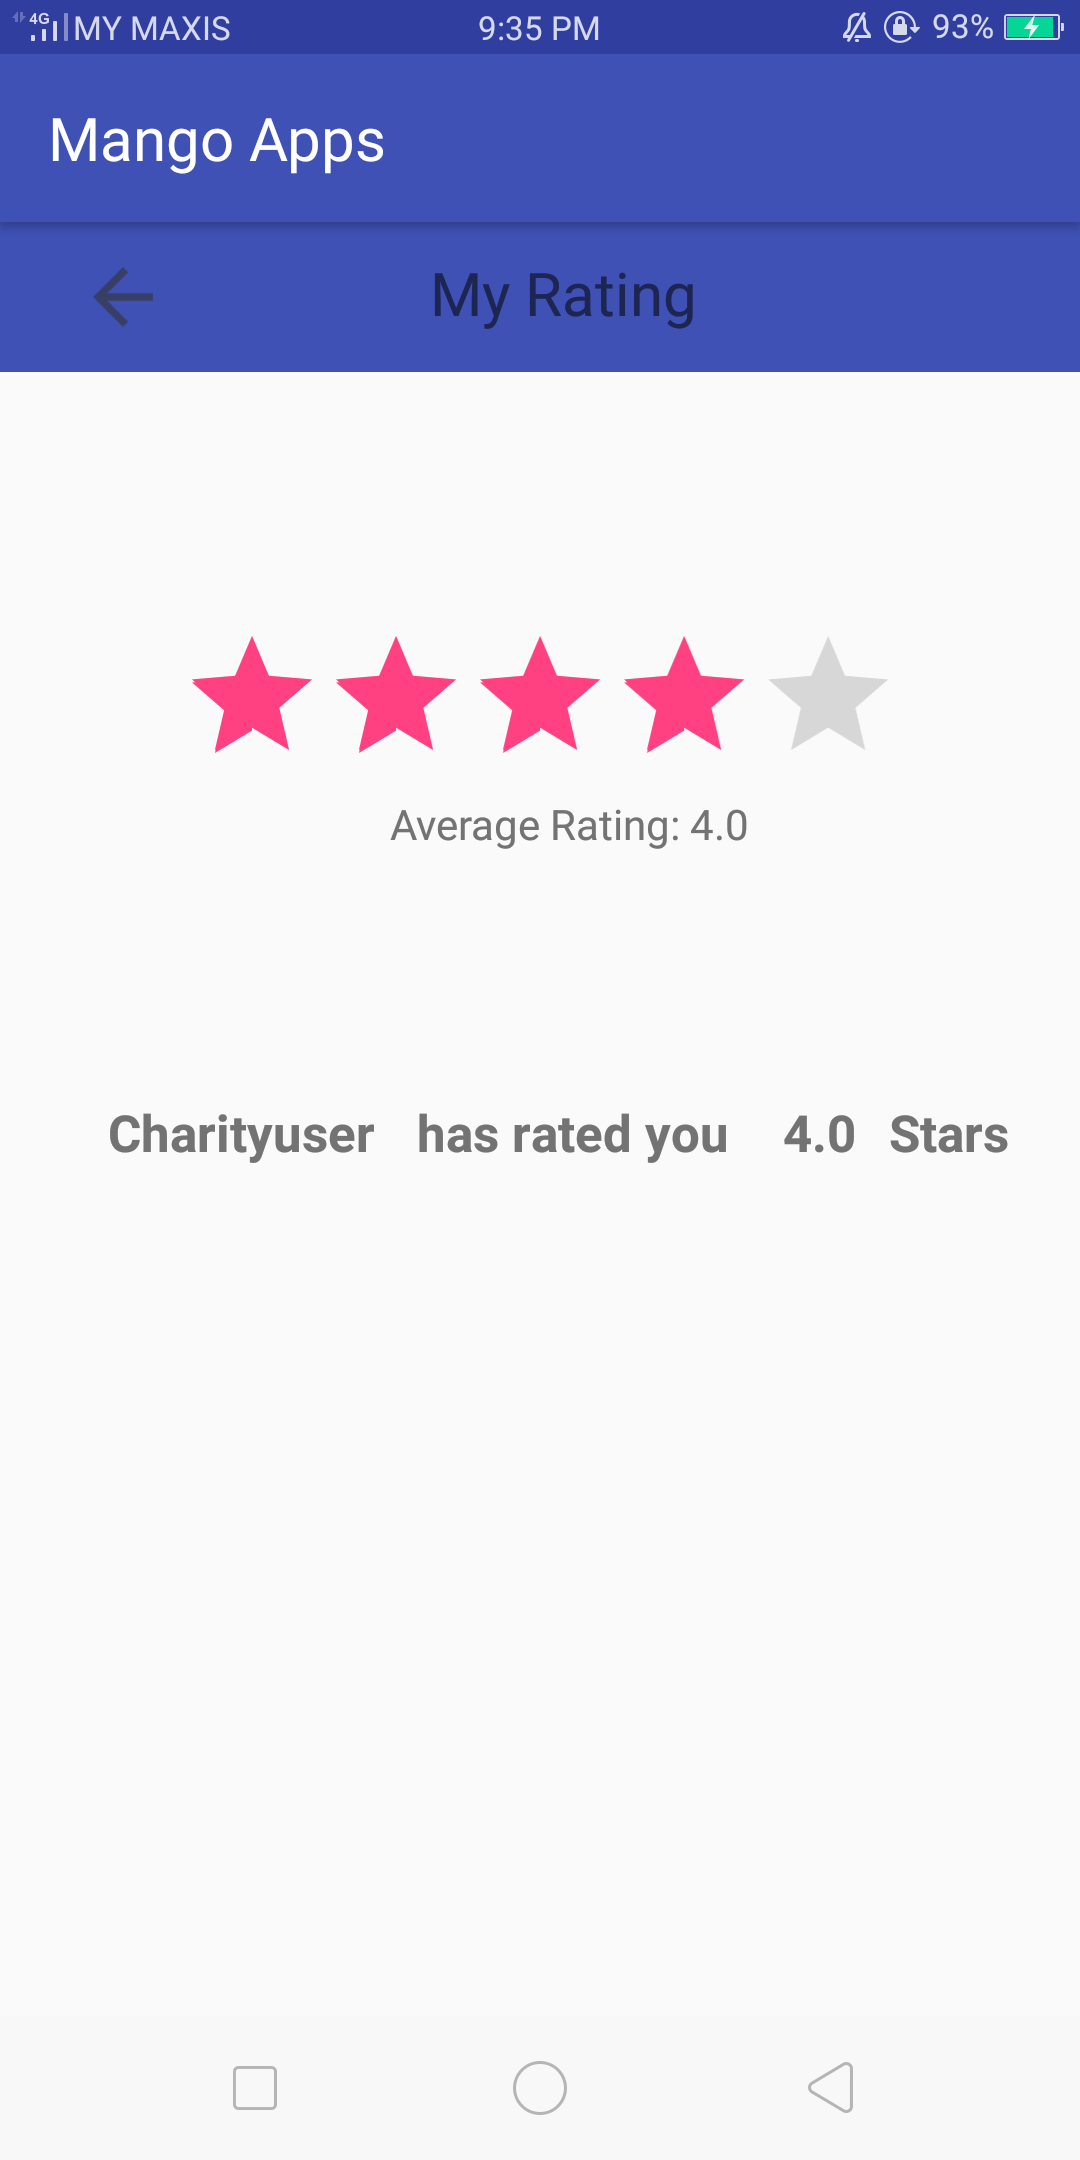 4G MY MAXIS 9:35 PM 93%
Mango Apps
My Rating
Average Rating: 4.0
Charityuser has rated you 4.0 Stars